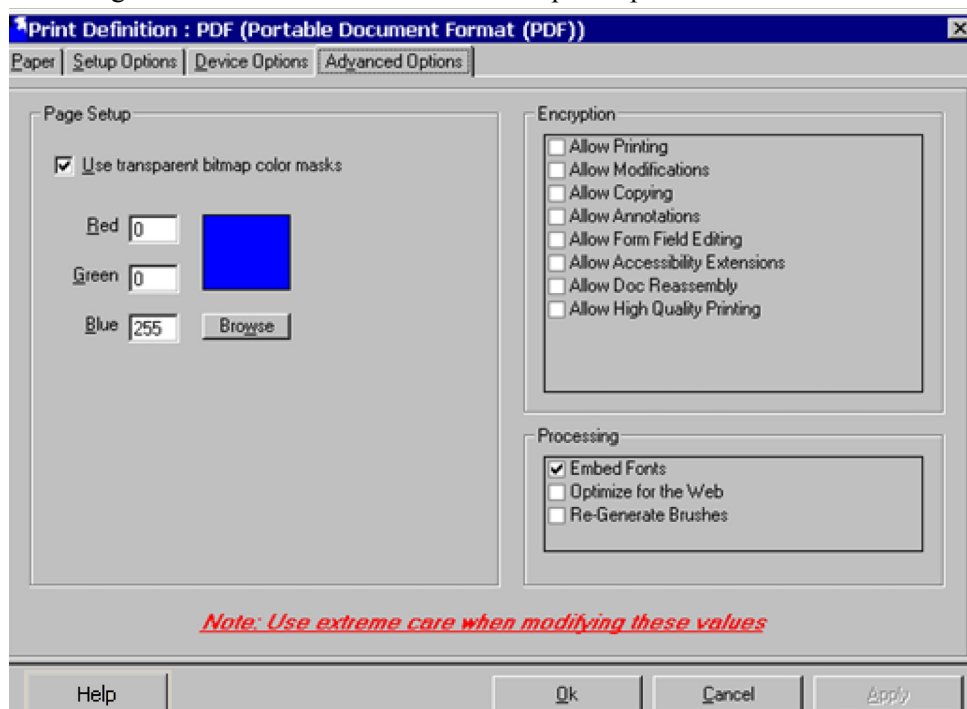 Print Definition : PDF (Portable Document Format (PDF))
Paper Setup Options Device Options Advanced Options
Page Setup
Use transparent bitmap color masks
Red 0
Green 0
Blue 255 Browse
Encryption
Allow Printing
Allow Modifications
Allow Copying
Allow Annotations
Allow Form Field Editing
Allow Accessibility Extensions
Allow Doc Reassembly
Allow High Quality Printing
Processing
Embed Fonts
Optimize for the Web
Re-Generate Brushes
Note: Use extreme care when modifying these values
Help Ok Cancel Apply